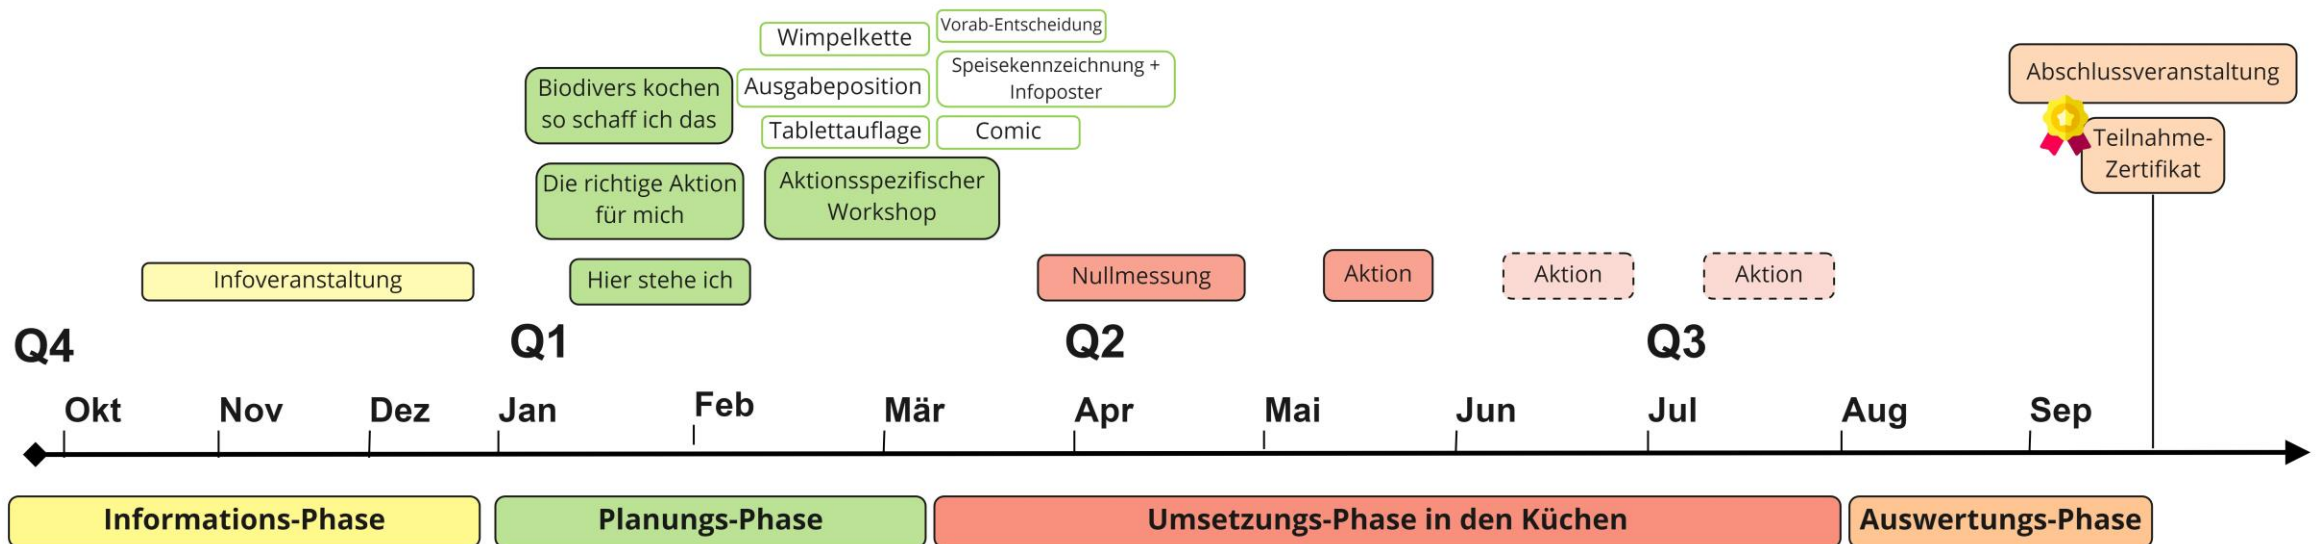 Wimpelkette
Vorab-Entscheidung
Biodivers kochen
so schaff ich das
Ausgabeposition
Speisekennzeichnung +
Infoposter
Tablettauflage
Comic
Abschlussveranstaltung
Teilnahme-
Zertifikat
Die richtige Aktion
für mich
Aktionsspezifischer
Workshop
Infoveranstaltung
Hier stehe ich
Nullmessung
Aktion
Aktion
Aktion
Q4
Q1
Q2
Q3
Okt
Nov
Dez
Jan
Feb
Mär
Apr
Mai
Jun
Jul
Aug
Sep
Informations-Phase
Planungs-Phase
Umsetzungs-Phase in den Küchen
Auswertungs-Phase